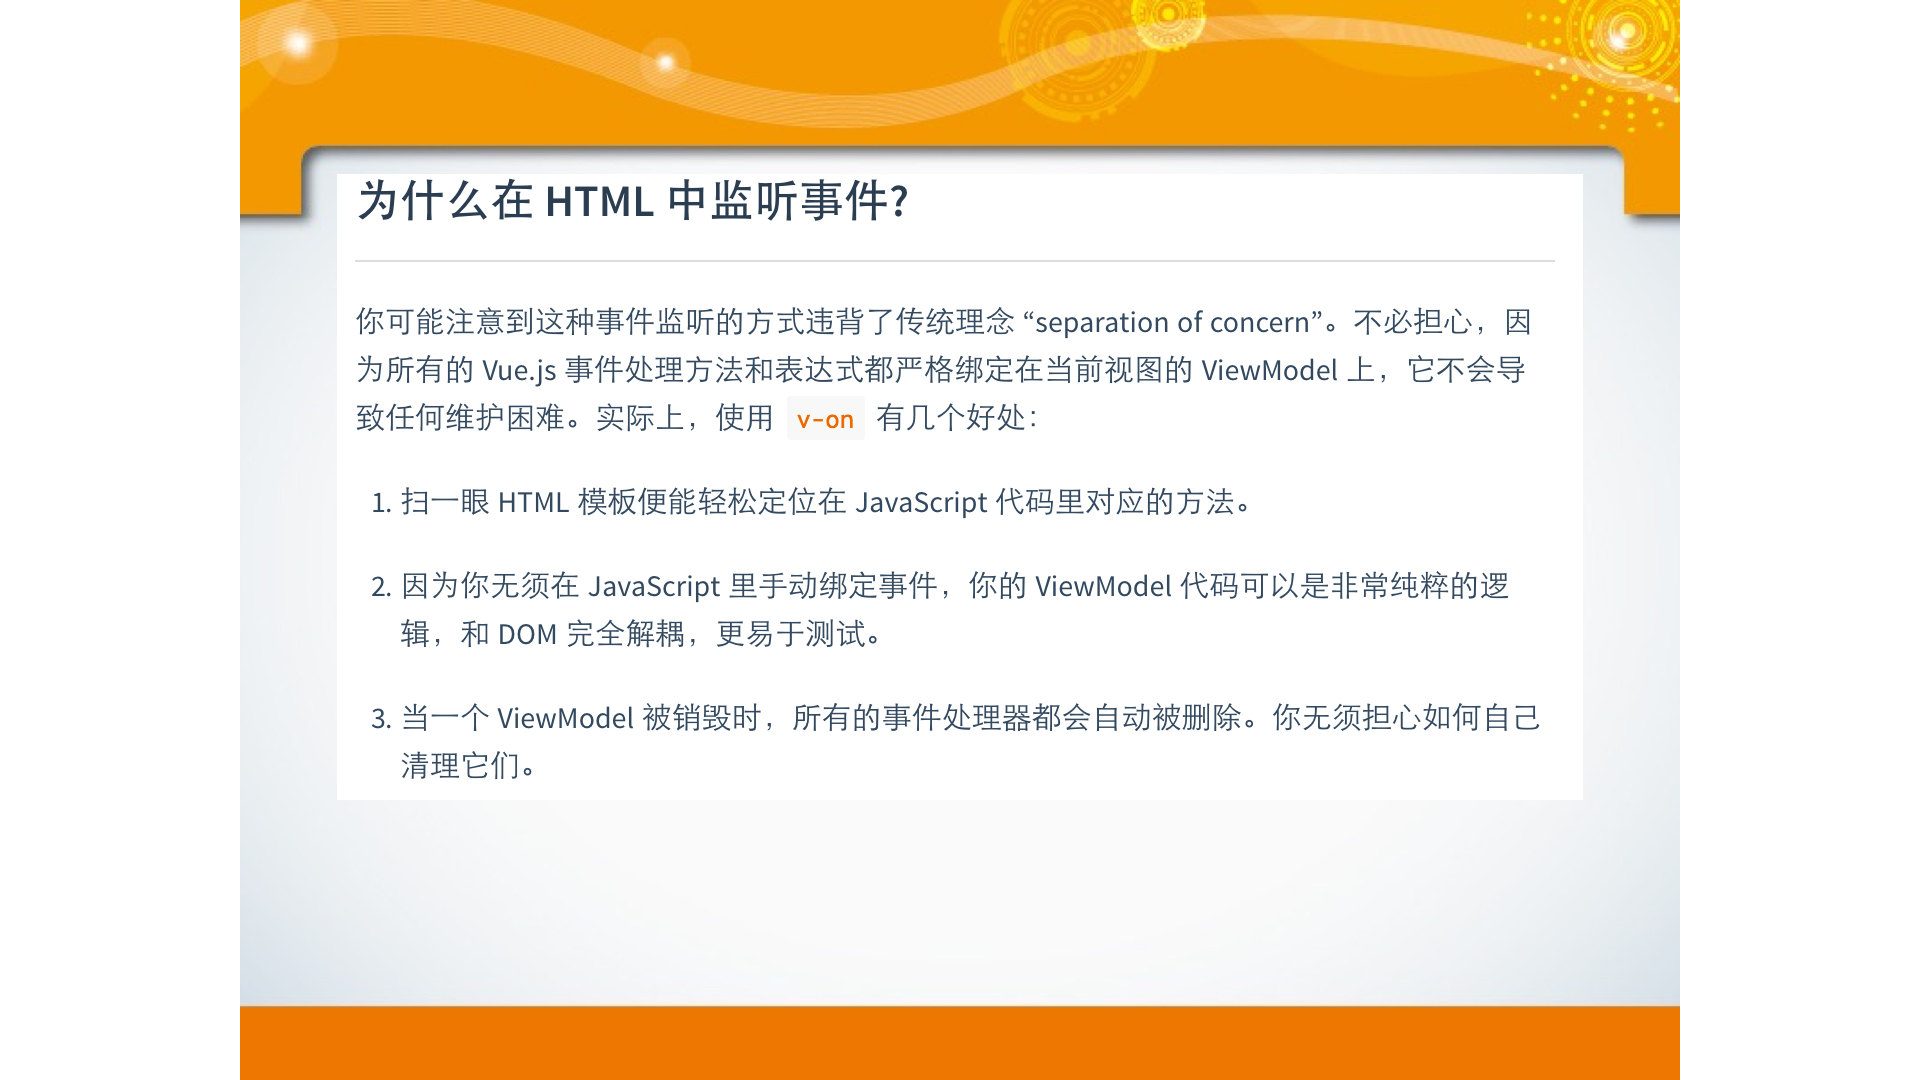 为什么在 HTML 中监听事件?
你可能注意到这种事件监听的方式违背了传统理念 “separation of concern”。不必担心，因
为所有的 Vue.js 事件处理方法和表达式都严格绑定在当前视图的 ViewModel 上，它不会导
致任何维护困难。实际上，使用 v-on 有几个好处：
1. 扫一眼 HTML 模板便能轻松定位在 JavaScript 代码里对应的方法。
2. 因为你无须在 JavaScript 里手动绑定事件，你的 ViewModel 代码可以是非常纯粹的逻
辑，和 DOM 完全解耦，更易于测试。
3. 当一个 ViewModel 被销毁时，所有的事件处理器都会自动被删除。你无须担心如何自己
清理它们。